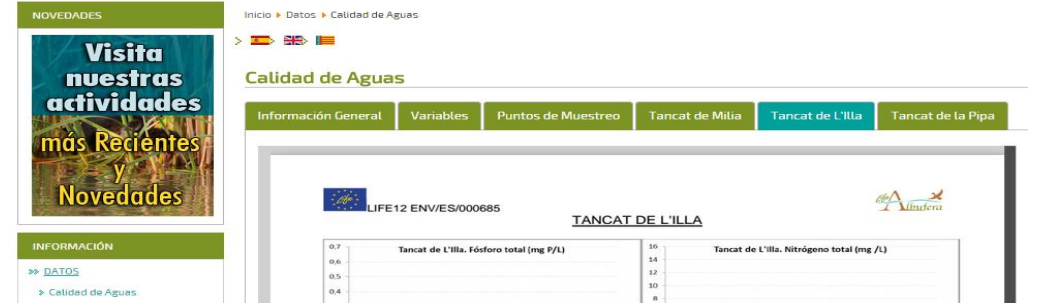 NOVEDADES
Visita
nuestras
actividades
más Recientes
y
Novedades
INFORMACIÓN
DATOS
Calidad de Aguas
Inicio Datos Calidad de Aguas
Calidad de Aguas
Información General Variables Puntos de Muestreo Tancat de Milia Tancat de L'Illa Tancat de la Pipa
Life LIFE12 ENV/ES/000685
life Albufera
TANCAT DE L'ILLA
Tancat de L'Illa. Fósforo total (mg P/L)
0,7
0,6
0,5
0,4
Tancat de L'Illa. Nitrógeno total (mg /L)
16
14
12
10
8